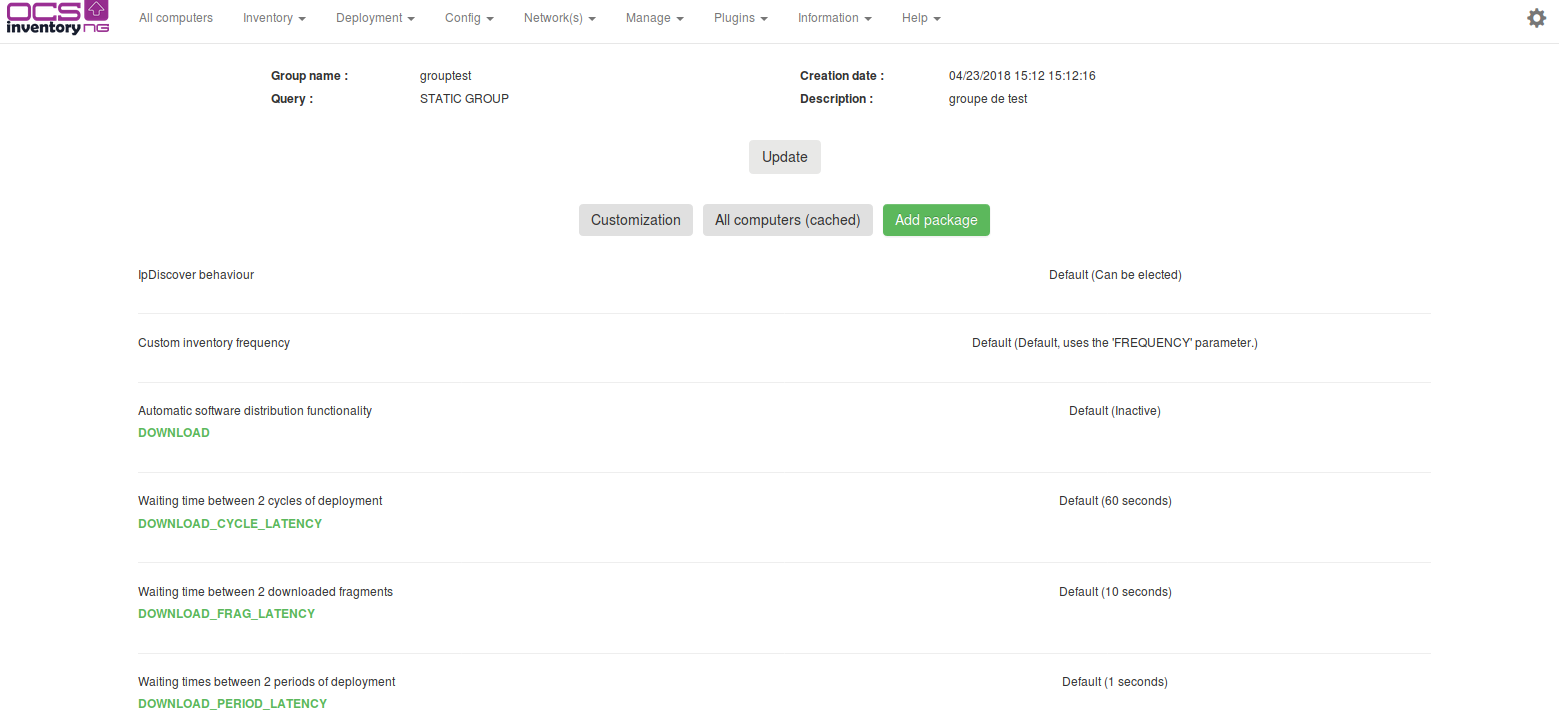 OCS
inventory NG
All computers Inventory Deployment Config Network(s) Manage Plugins Information Help
Group name : grouptest Creation date : 04/23/2018 15:12 15:12:16
Query : STATIC GROUP Description : groupe de test
Update
Customization All computers (cached) Add package
IpDiscover behaviour Default (Can be elected)
Custom inventory frequency Default (Default, uses the 'FREQUENCY' parameter.)
Automatic software distribution functionality Default (Inactive)
DOWNLOAD
Waiting time between 2 cycles of deployment Default (60 seconds)
DOWNLOAD_CYCLE_LATENCY
Waiting time between 2 downloaded fragments Default (10 seconds)
DOWNLOAD_FRAG_LATENCY
Waiting times between 2 periods of deployment Default (1 seconds)
DOWNLOAD_PERIOD_LATENCY